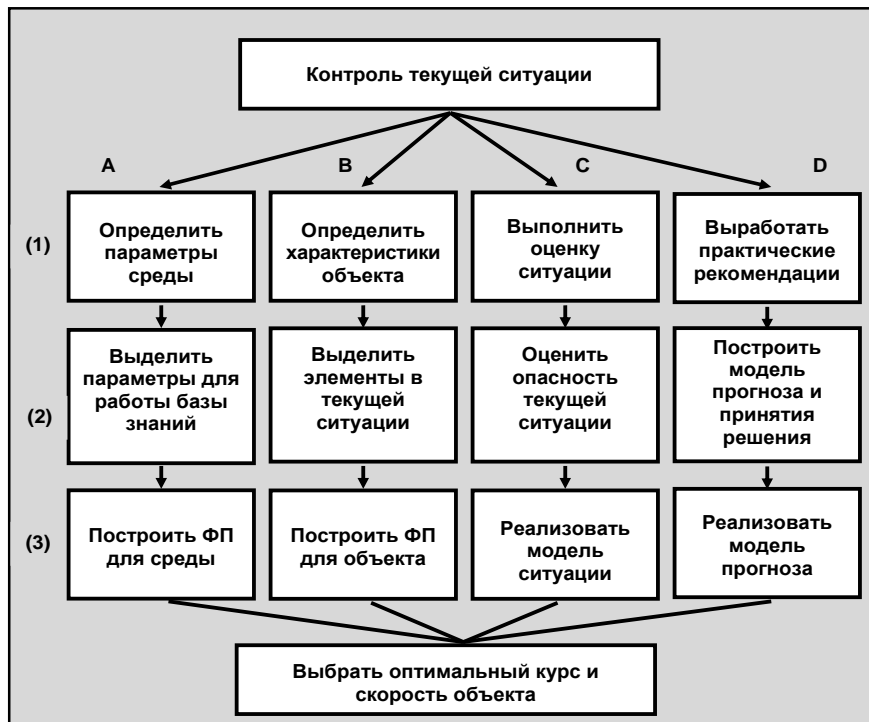 Контроль текущей ситуации
A
B
C
D
(1)
Определить
параметры
среды
Определить
характеристики
объекта
Выполнить
оценку
ситуации
Выработать
практические
рекомендации
(2)
Выделить
параметры для
работы базы
знаний
Выделить
элементы в
текущей
ситуации
Оценить
опасность
текущей
ситуации
Построить
модель
прогноза и
принятия
решения
(3)
Построить ФП
для среды
Построить ФП
для объекта
Реализовать
модель
ситуации
Реализовать
модель
прогноза
Выбрать оптимальный курс и
скорость объекта